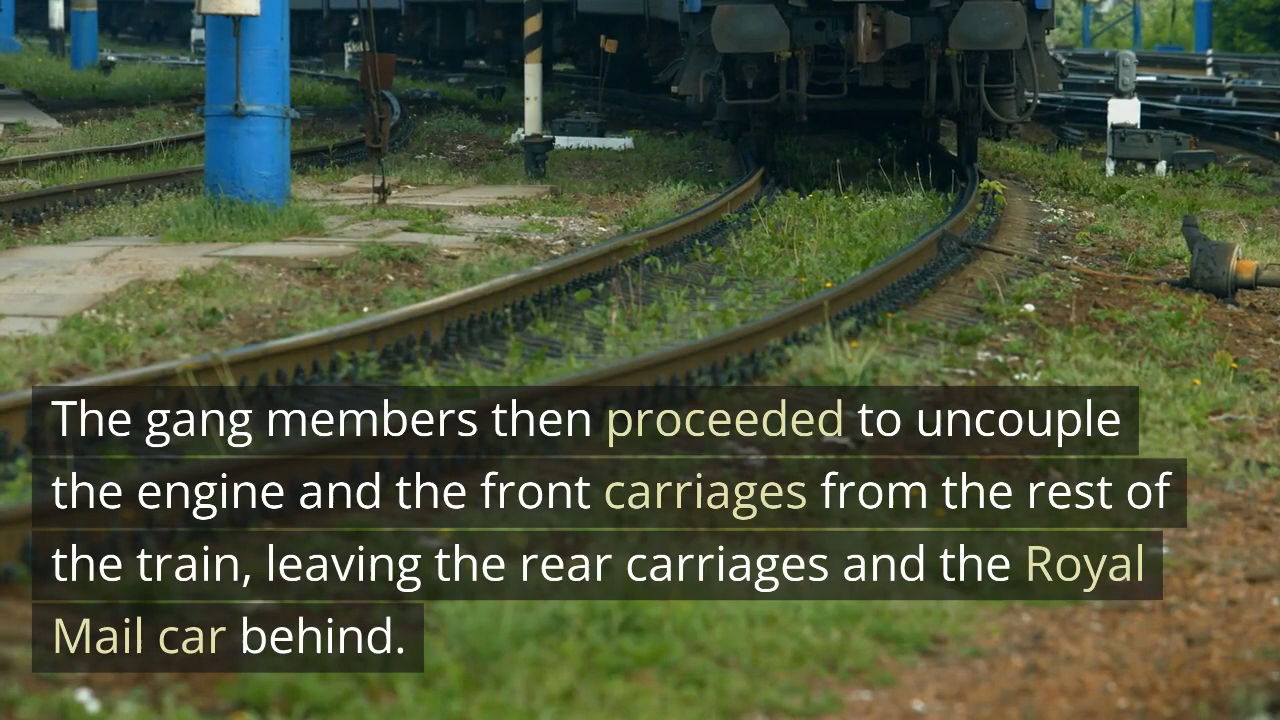 The gang members then proceeded to uncouple
the engine and the front carriages from the rest of
the train, leaving the rear carriages and the Royal
Mail car behind.